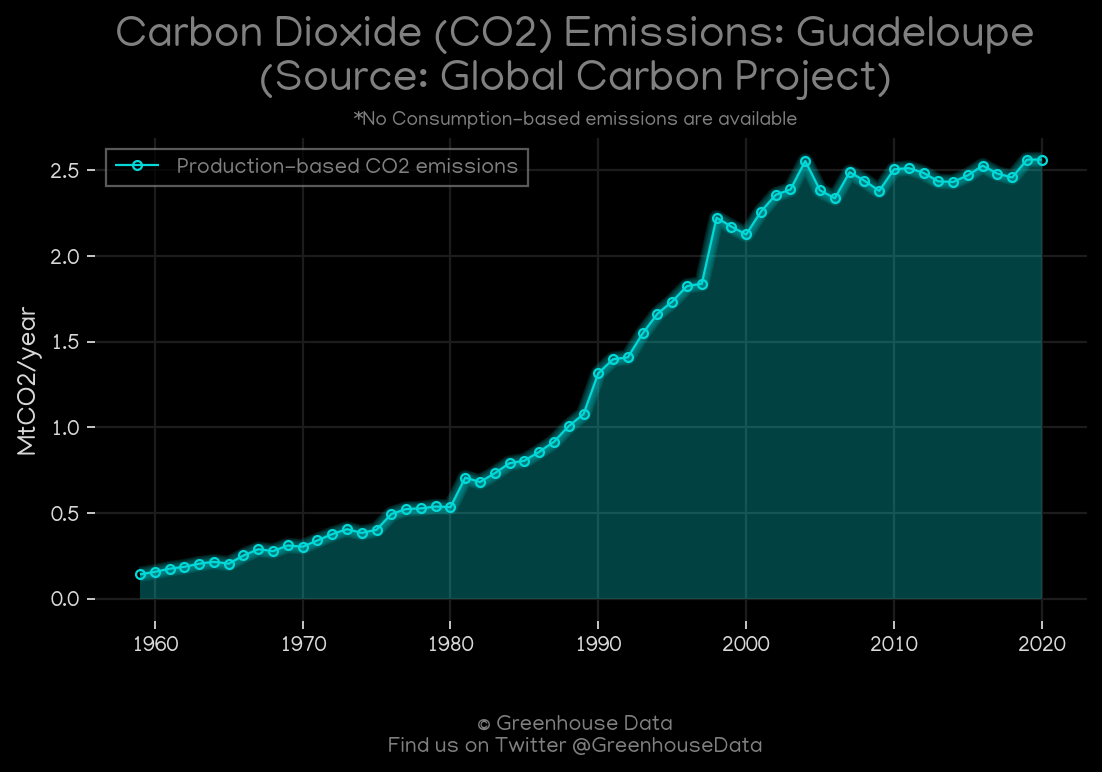 Carbon Dioxide (CO2) Emissions: Guadeloupe
(Source: Global Carbon Project)
*No Consumption-based emissions are available
Production-based CO2 emissions
MtCO2/year
2.5
2.0
1.5
1.0
0.5
0.0
1960 1970 1980 1990 2000 2010 2020
© Greenhouse Data
Find us on Twitter @GreenhouseData